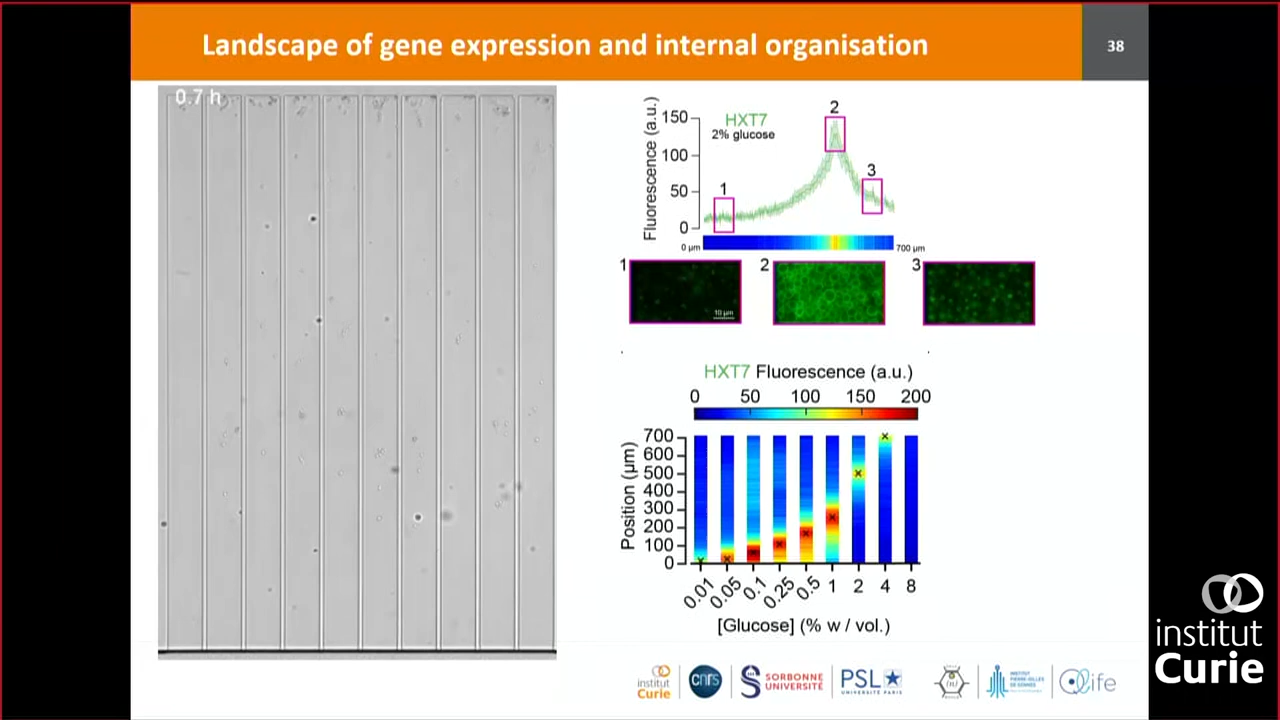 Landscape of gene expression and internal organisation
38
0.7 h
Fluorescence (a.u.)
150
100
50
0
HXT7
2% glucose
1
2
3
0 µm
700 µm
1
10 µm
2
3
HXT7 Fluorescence (a.u.)
0 50 100 150 200
Position (µm)
700
600
500
400
300
200
100
0
0.01 0.05 0.1 0.25 0.5 1 2 4 8
[Glucose] (% w / vol.)
institut
Curie
cnrs
SORBONNE
UNIVERSITÉ
PSL
UNIVERSITÉ PARIS
life
institut
Curie